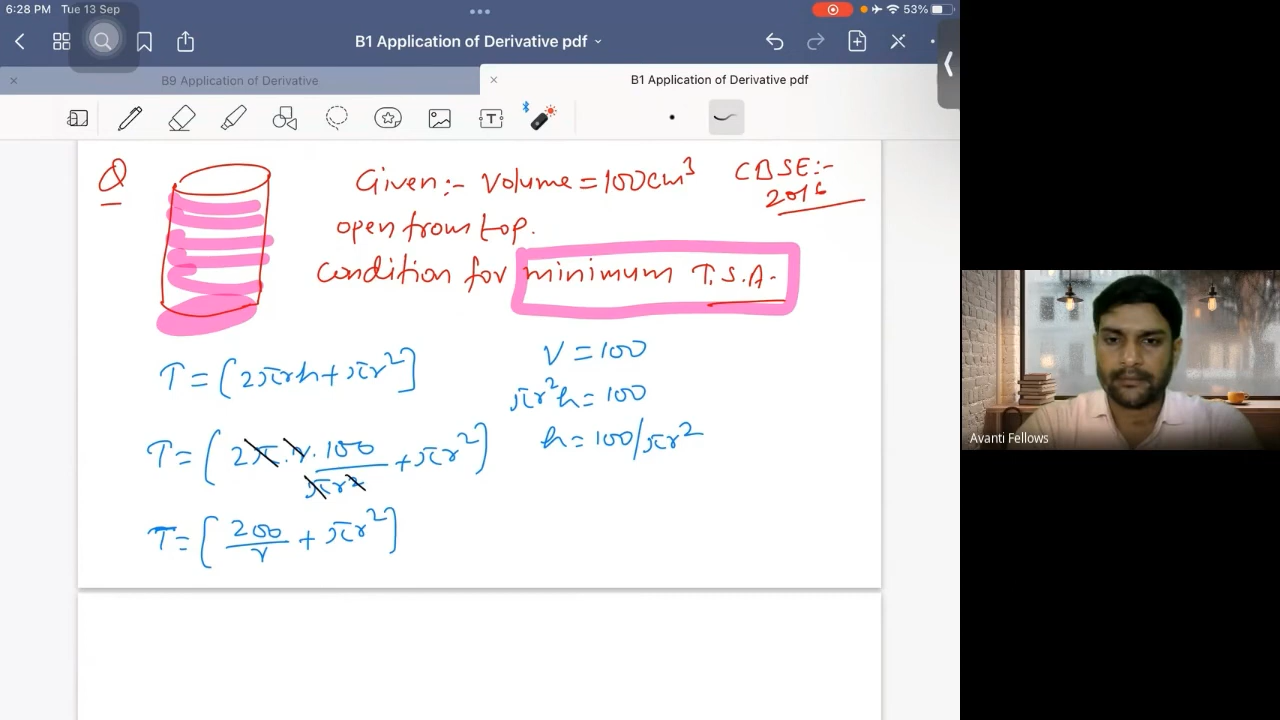 6:28 PM Tue 13 Sep
53%
B1 Application of Derivative pdf
B9 Application of Derivative
B1 Application of Derivative pdf
Q
Given:- Volume = 100cm³
CBSE:-
2016
open from top.
condition for minimum T.S.A.
T = (2πrh + πr²]
V = 100
πr²h = 100
h = 100/πr²
T = (2π.r.100/πr² + πr²)
T = [200/r + πr²]
Avanti Fellows